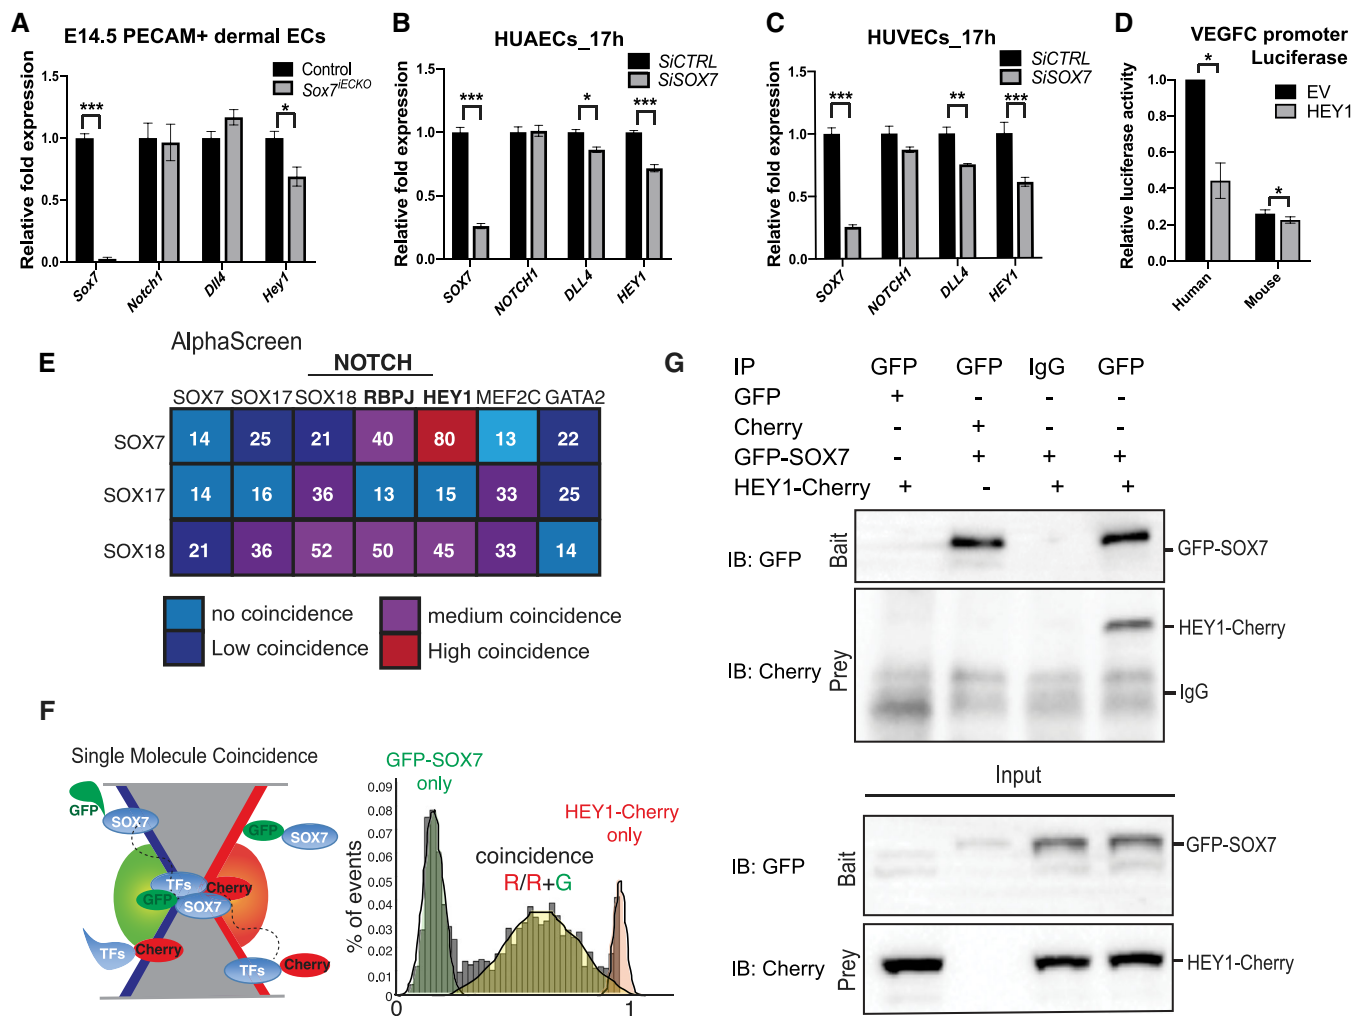 A
E14.5 PECAM+ dermal ECs
Control
Sox7iECKO
Relative fold expression
1.5
1.0
0.5
0.0
***
*
Sox7
Notch1
Dll4
Hey1
B
HUAECs_17h
SiCTRL
SiSOX7
Relative fold expression
1.5
1.0
0.5
0.0
***
*
***
SOX7
NOTCH1
DLL4
HEY1
C
HUVECs_17h
SiCTRL
SiSOX7
Relative fold expression
1.5
1.0
0.5
0.0
***
**
***
SOX7
NOTCH1
DLL4
HEY1
D
VEGFC promoter
Luciferase
EV
HEY1
Relative luciferase activity
1.0
0.8
0.6
0.4
0.2
0.0
*
*
Human
Mouse
E
AlphaScreen
NOTCH
SOX7 SOX17 SOX18 RBPJ HEY1 MEF2C GATA2
SOX7 14 25 21 40 80 13 22
SOX17 14 16 36 13 15 33 25
SOX18 21 36 52 50 45 33 14
no coincidence
medium coincidence
Low coincidence
High coincidence
F
Single Molecule Coincidence
GFP
SOX7
GFP
SOX7
TFs
Cherry
GFP
SOX7
TFs
Cherry
TFs
Cherry
GFP-SOX7
only
HEY1-Cherry
only
coincidence
R/R+G
% of events
0.09
0.08
0.07
0.06
0.05
0.04
0.03
0.02
0.01
0
0
1
G
IP GFP GFP IgG GFP
GFP + - - -
Cherry - + - -
GFP-SOX7 - + + +
HEY1-Cherry + - + +
IB: GFP
Bait
GFP-SOX7
IB: Cherry
Prey
HEY1-Cherry
IgG
Input
IB: GFP
Bait
GFP-SOX7
IB: Cherry
Prey
HEY1-Cherry